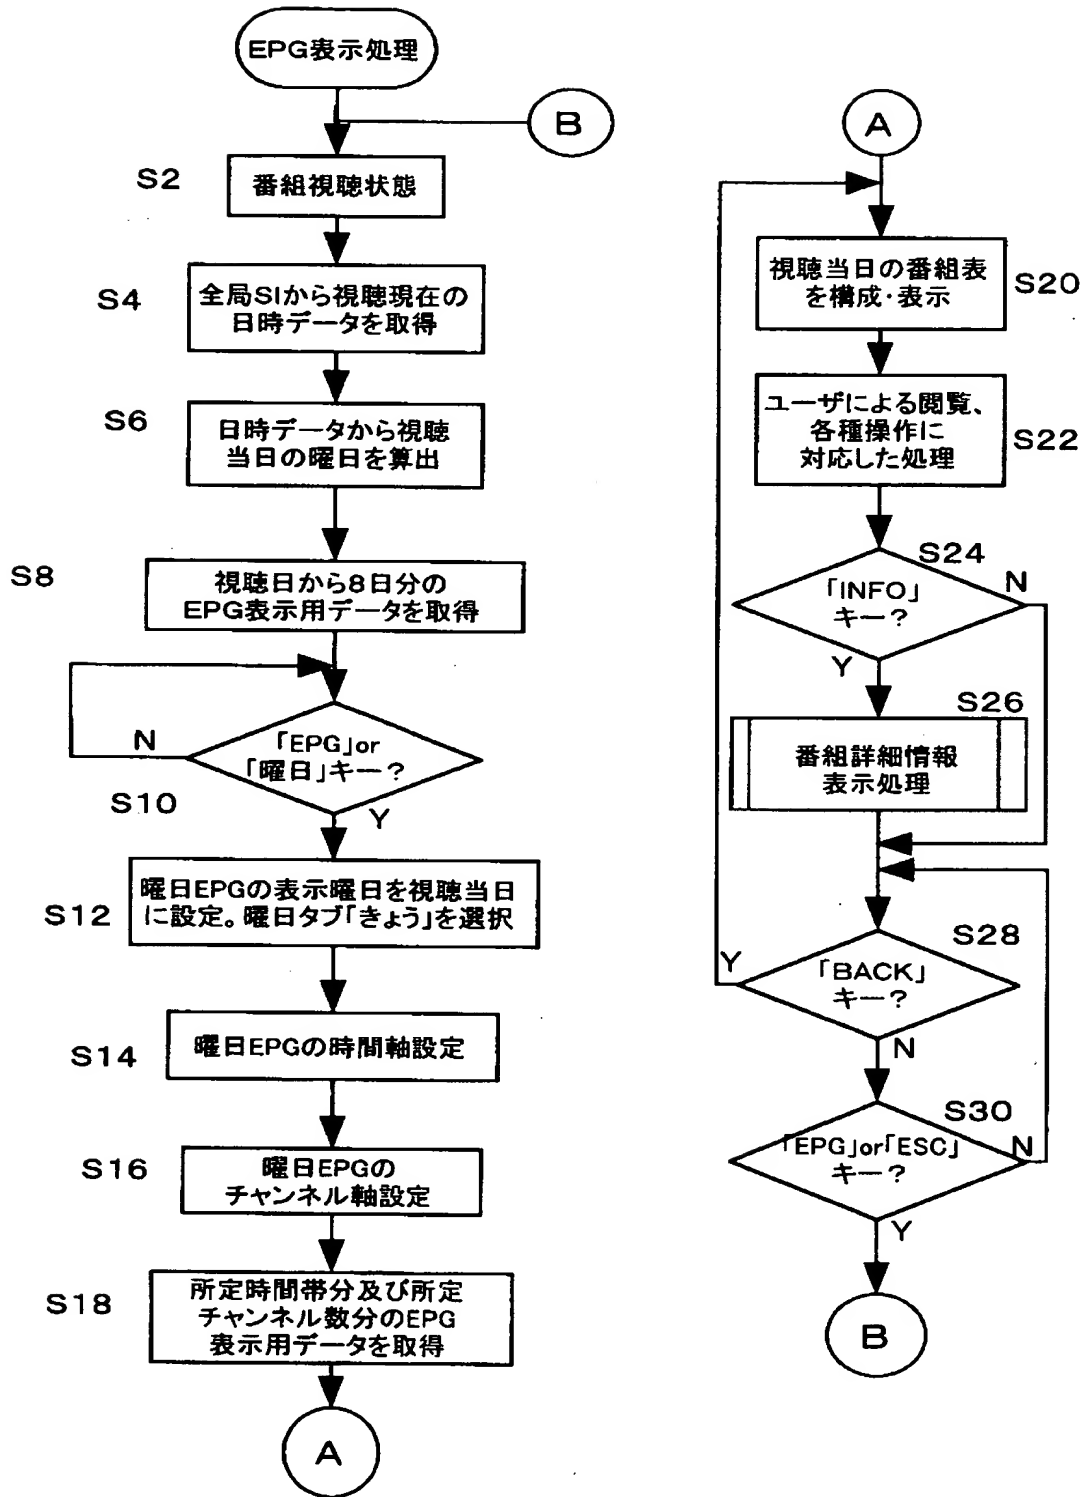 EPG表示処理
B
S2
番組視聴状態
S4
全局SIから視聴現在の
日時データを取得
S6
日時データから視聴
当日の曜日を算出
S8
視聴日から8日分の
EPG表示用データを取得
N
「EPG」or
「曜日」キー?
S10
Y
S12
曜日EPGの表示曜日を視聴当日
に設定。曜日タブ「きょう」を選択
S14
曜日EPGの時間軸設定
S16
曜日EPGの
チャンネル軸設定
S18
所定時間帯分及び所定
チャンネル数分のEPG
表示用データを取得
A
A
視聴当日の番組表
を構成・表示
S20
ユーザによる閲覧、
各種操作に
対応した処理
S22
S24
「INFO」
キー?
N
Y
S26
番組詳細情報
表示処理
S28
Y
「BACK」
キー?
N
S30
「EPG」or「ESC」
キー?
N
Y
B